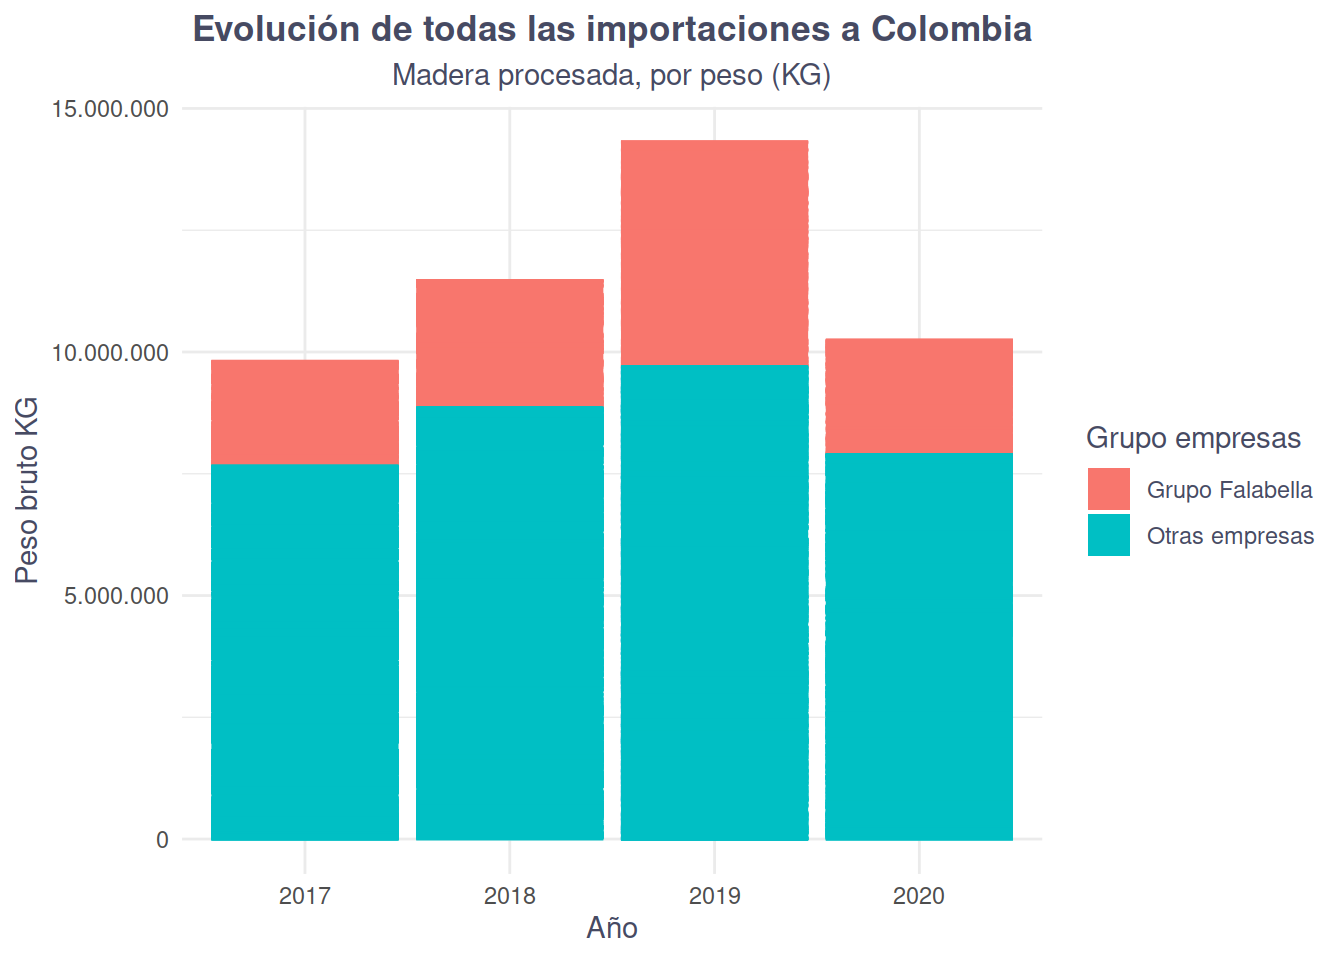 Evolución de todas las importaciones a Colombia
Madera procesada, por peso (KG)
15.000.000
10.000.000
5.000.000
0
Peso bruto KG
2017
2018
2019
2020
Año
Grupo empresas
Grupo Falabella
Otras empresas